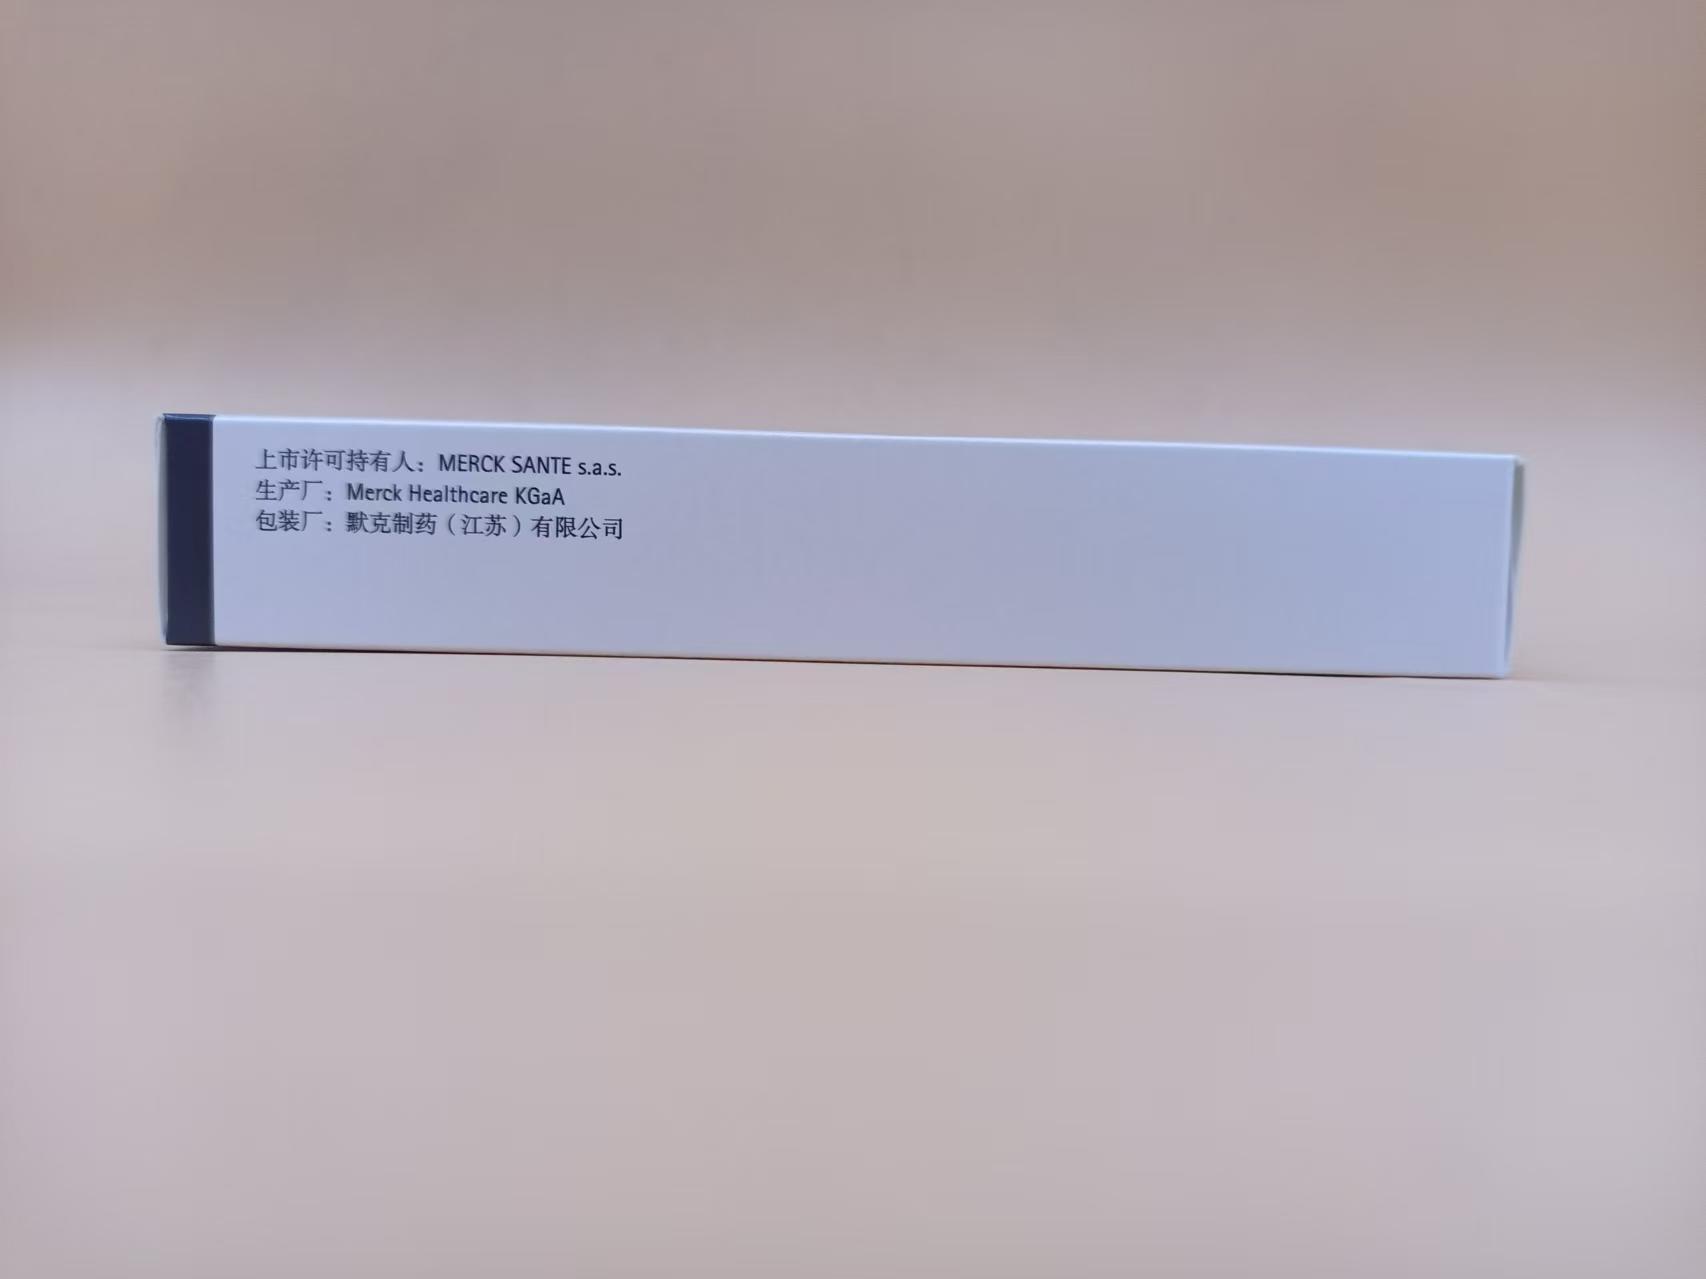 上市许可持有人：MERCK SANTE s.a.s.
生产厂：Merck Healthcare KGaA
包装厂：默克制药（江苏）有限公司